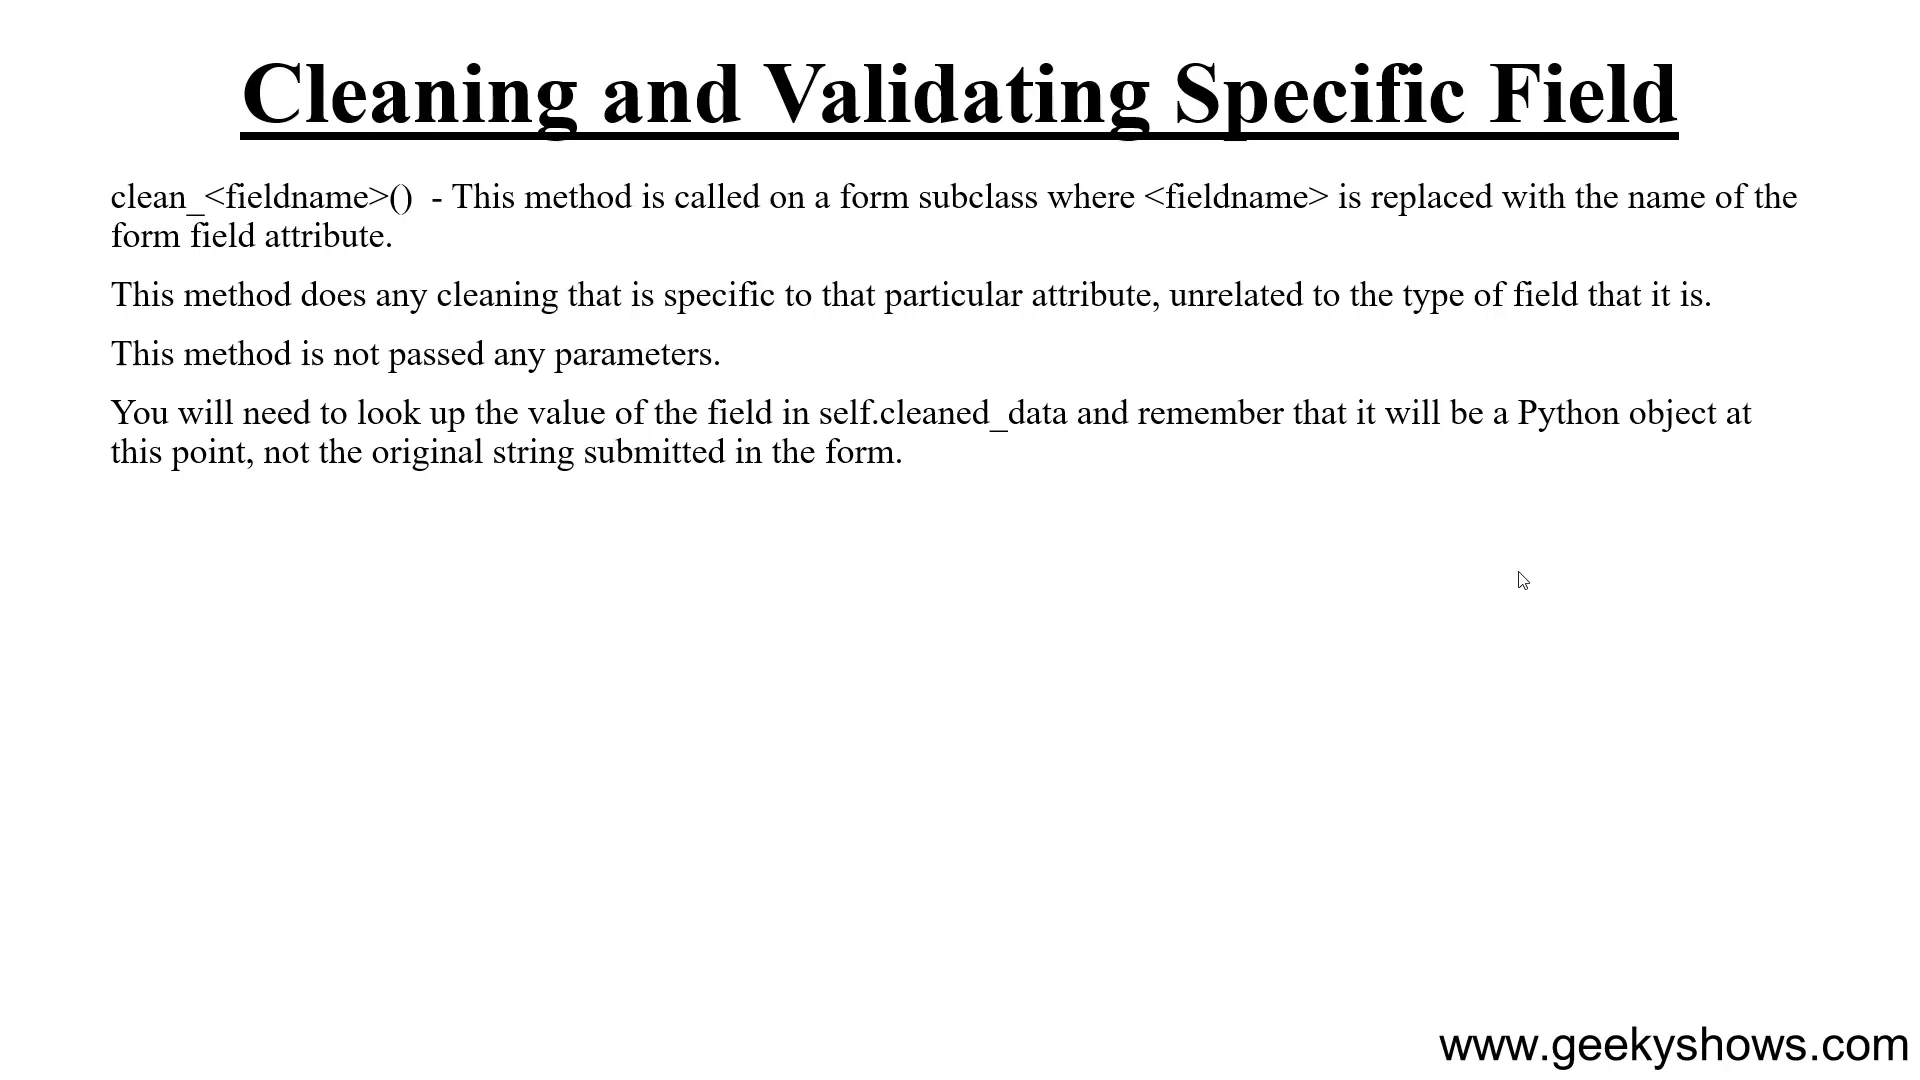 Cleaning and Validating Specific Field
clean_<fieldname>()  - This method is called on a form subclass where <fieldname> is replaced with the name of the
form field attribute.
This method does any cleaning that is specific to that particular attribute, unrelated to the type of field that it is.
This method is not passed any parameters.
You will need to look up the value of the field in self.cleaned_data and remember that it will be a Python object at
this point, not the original string submitted in the form.
www.geekyshows.com